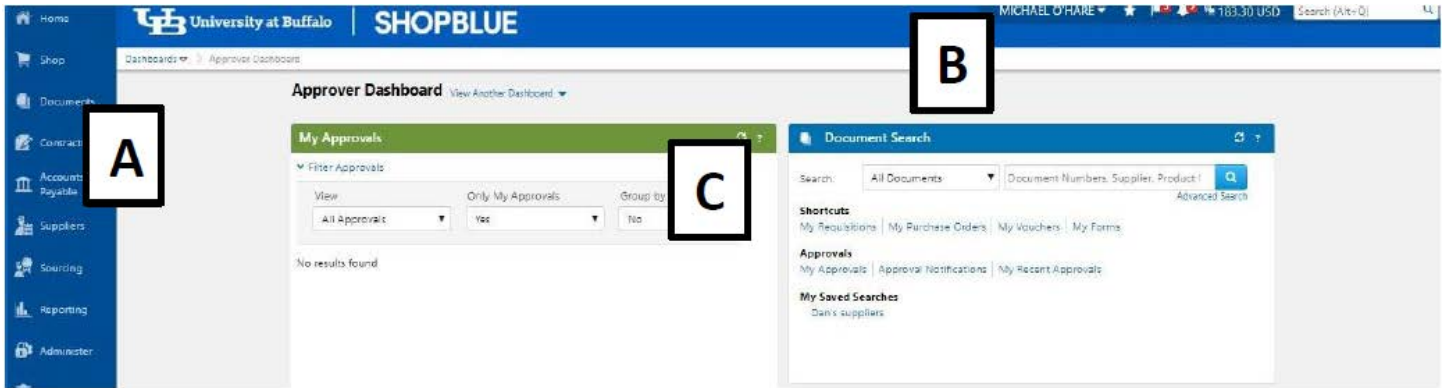 Home
Shop
Documents
Contract
Accounts
Payable
Suppliers
Sourcing
Reporting
Administer
A
University at Buffalo
SHOPBLUE
MICHAEL O'HARE
183.30 USD
Search (Alt+Q)
Dashboards > Approver Dashboard
B
Approver Dashboard View Another Dashboard
My Approvals ?
Filter Approvals
View Only My Approvals Group by
All Approvals Yes No
C
No results found
Document Search ?
Search: All Documents Document Numbers, Supplier, Product
Advanced Search
Shortcuts
My Requisitions My Purchase Orders My Vouchers My Forms
Approvals
My Approvals Approval Notifications My Recent Approvals
My Saved Searches
Dan's suppliers